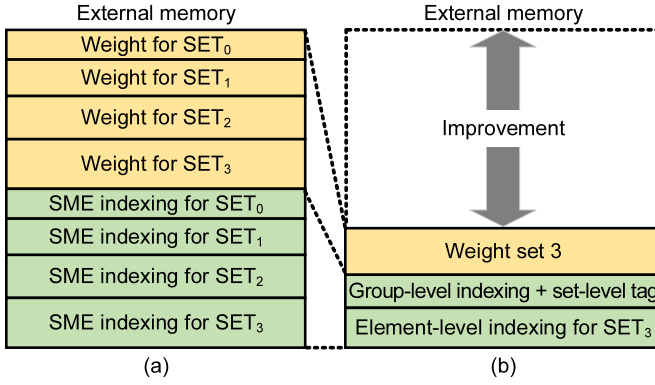 External memory
Weight for SET₀
Weight for SET₁
Weight for SET₂
Weight for SET₃
SME indexing for SET₀
SME indexing for SET₁
SME indexing for SET₂
SME indexing for SET₃
(a)
External memory
Improvement
Weight set 3
Group-level indexing + set-level tag
Element-level indexing for SET₃
(b)